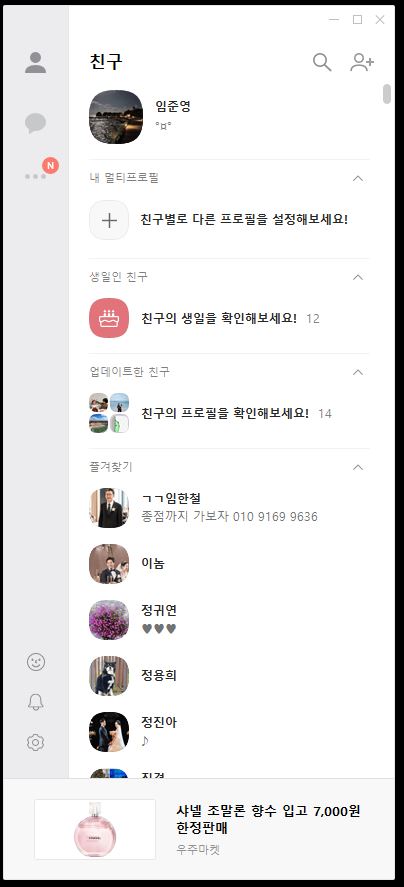 친구
임준영
°¤°
내 멀티프로필
친구별로 다른 프로필을 설정해보세요!
생일인 친구
친구의 생일을 확인해보세요! 12
업데이트한 친구
친구의 프로필을 확인해보세요! 14
즐겨찾기
ㄱㄱ임한철
종점까지 가보자 010 9169 9636
이놈
정귀연
♥♥♥
정용희
정진아
♪
N
샤넬 조말론 향수 입고 7,000원
한정판매
우주마켓